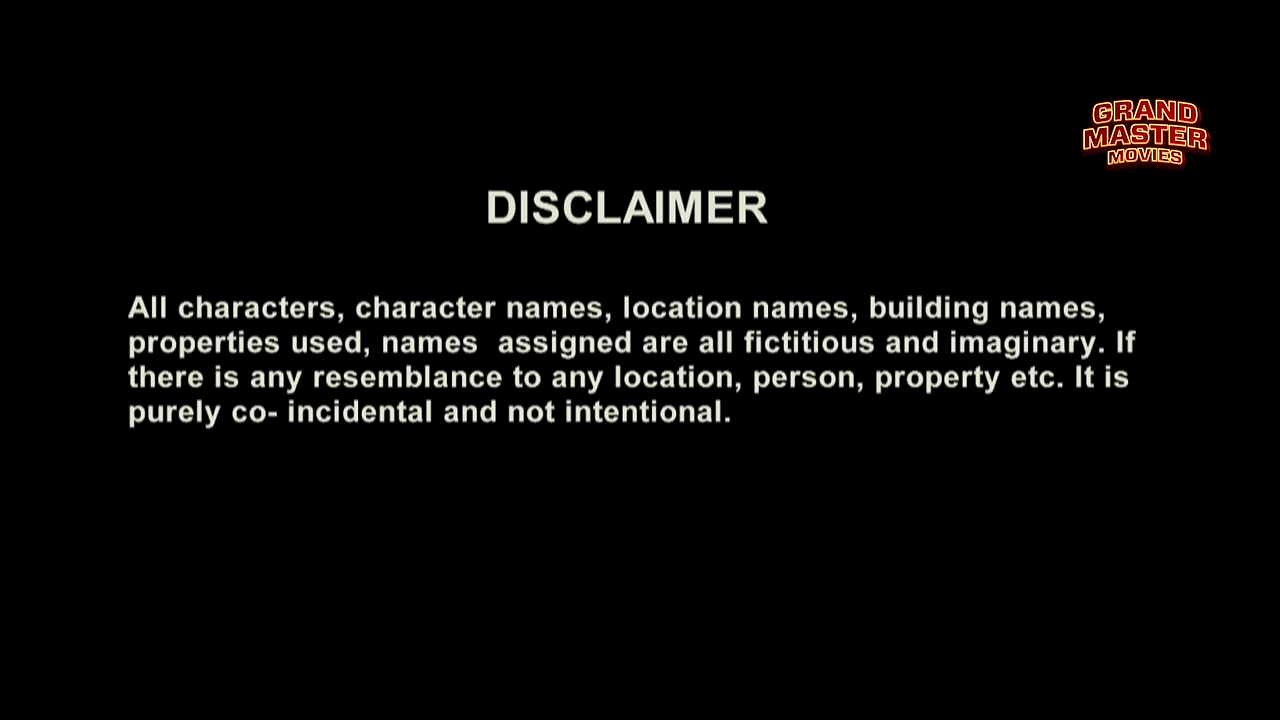 GRAND
MASTER
MOVIES
DISCLAIMER
All characters, character names, location names, building names,
properties used, names  assigned are all fictitious and imaginary. If
there is any resemblance to any location, person, property etc. It is
purely co- incidental and not intentional.